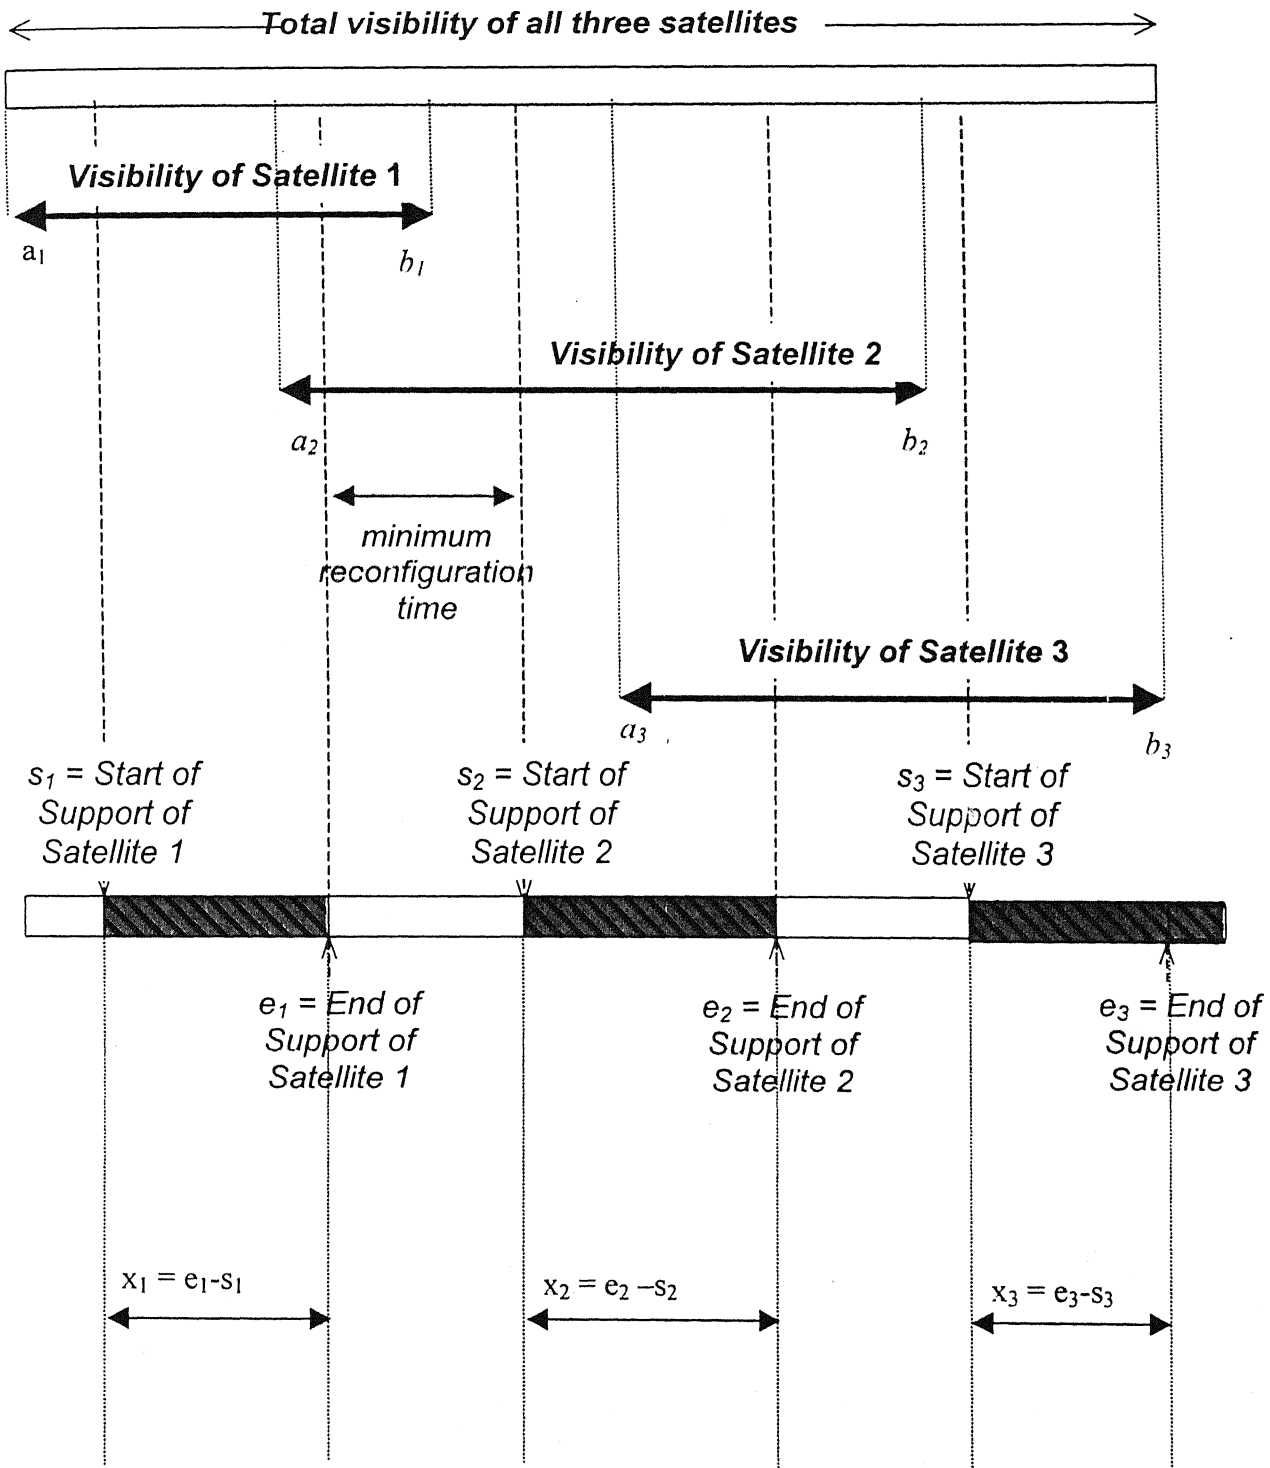 Total visibility of all three satellites
Visibility of Satellite 1
a1
b1
Visibility of Satellite 2
a2
b2
minimum
reconfiguration
time
Visibility of Satellite 3
a3
b3
s1 = Start of
Support of
Satellite 1
s2 = Start of
Support of
Satellite 2
s3 = Start of
Support of
Satellite 3
e1 = End of
Support of
Satellite 1
e2 = End of
Support of
Satellite 2
e3 = End of
Support of
Satellite 3
x1 = e1-s1
x2 = e2 –s2
x3 = e3-s3